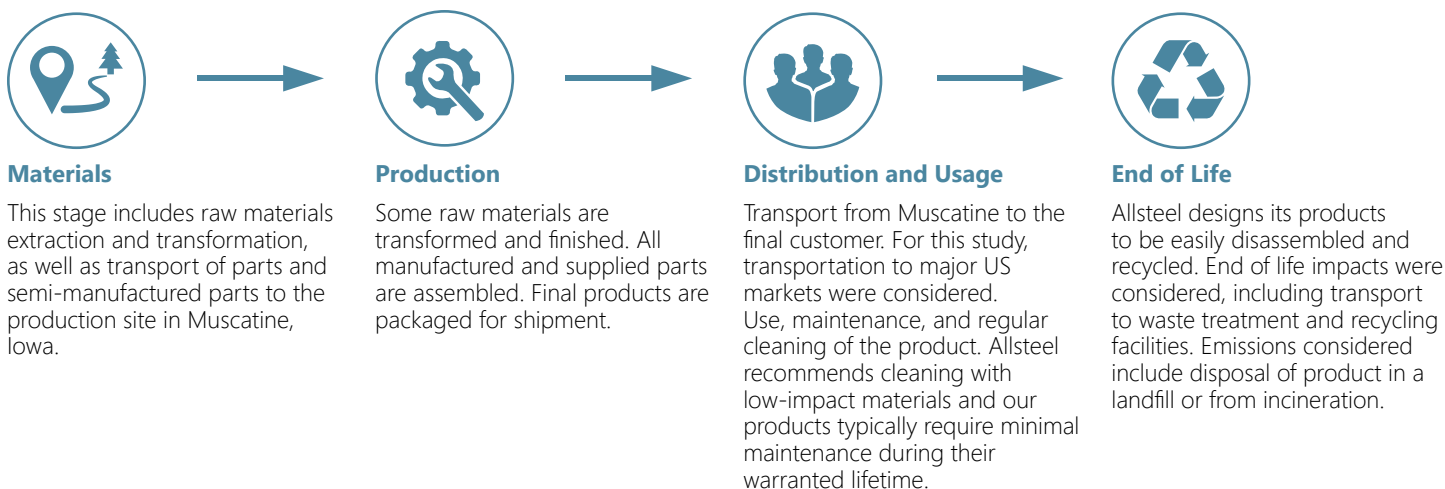 Materials
This stage includes raw materials
extraction and transformation,
as well as transport of parts and
semi-manufactured parts to the
production site in Muscatine,
Iowa.
Production
Some raw materials are
transformed and finished. All
manufactured and supplied parts
are assembled. Final products are
packaged for shipment.
Distribution and Usage
Transport from Muscatine to the
final customer. For this study,
transportation to major US
markets were considered.
Use, maintenance, and regular
cleaning of the product. Allsteel
recommends cleaning with
low-impact materials and our
products typically require minimal
maintenance during their
warranted lifetime.
End of Life
Allsteel designs its products
to be easily disassembled and
recycled. End of life impacts were
considered, including transport
to waste treatment and recycling
facilities. Emissions considered
include disposal of product in a
landfill or from incineration.